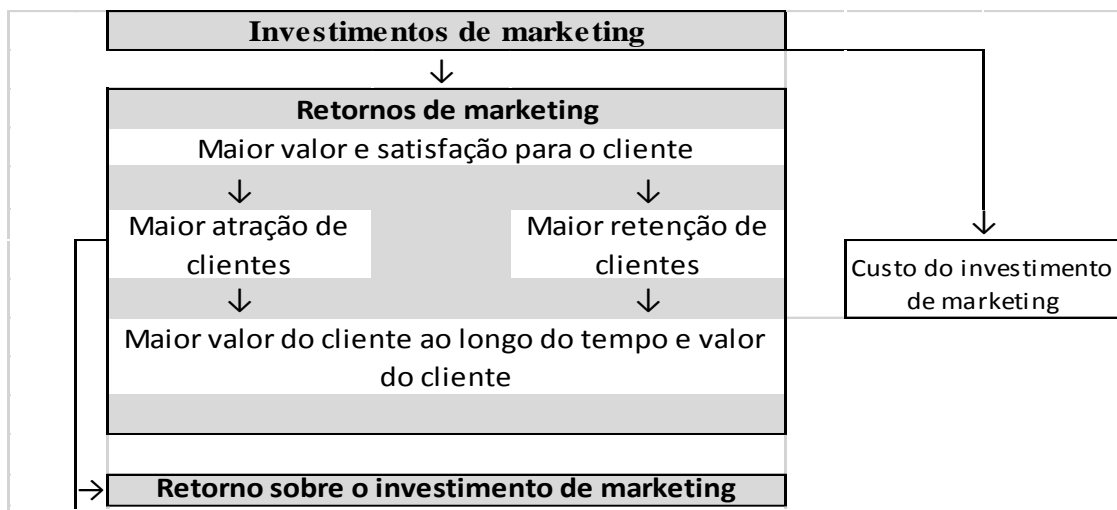 Investimentos de marketing
Retornos de marketing
Maior valor e satisfação para o cliente
Maior atração de
clientes
Maior retenção de
clientes
Custo do investimento
de marketing
Maior valor do cliente ao longo do tempo e valor
do cliente
Retorno sobre o investimento de marketing